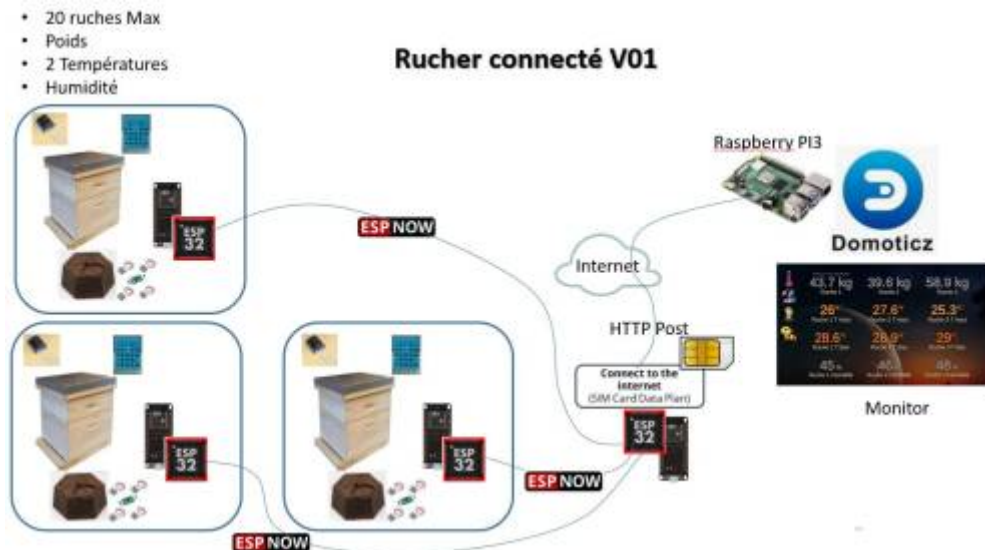 • 20 ruches Max
• Poids
• 2 Températures
• Humidité
Rucher connecté V01
ESP 32
ESP NOW
Raspberry PI3
Domoticz
Internet
HTTP Post
Connect to the internet
(SIM Card Data Plan)
43,7 kg 39.6 kg 58,9 kg
26° 27.6° 25.3°
28.6° 28.9° 29°
Monitor
ESP 32
ESP 32
ESP 32
ESP NOW
ESP NOW